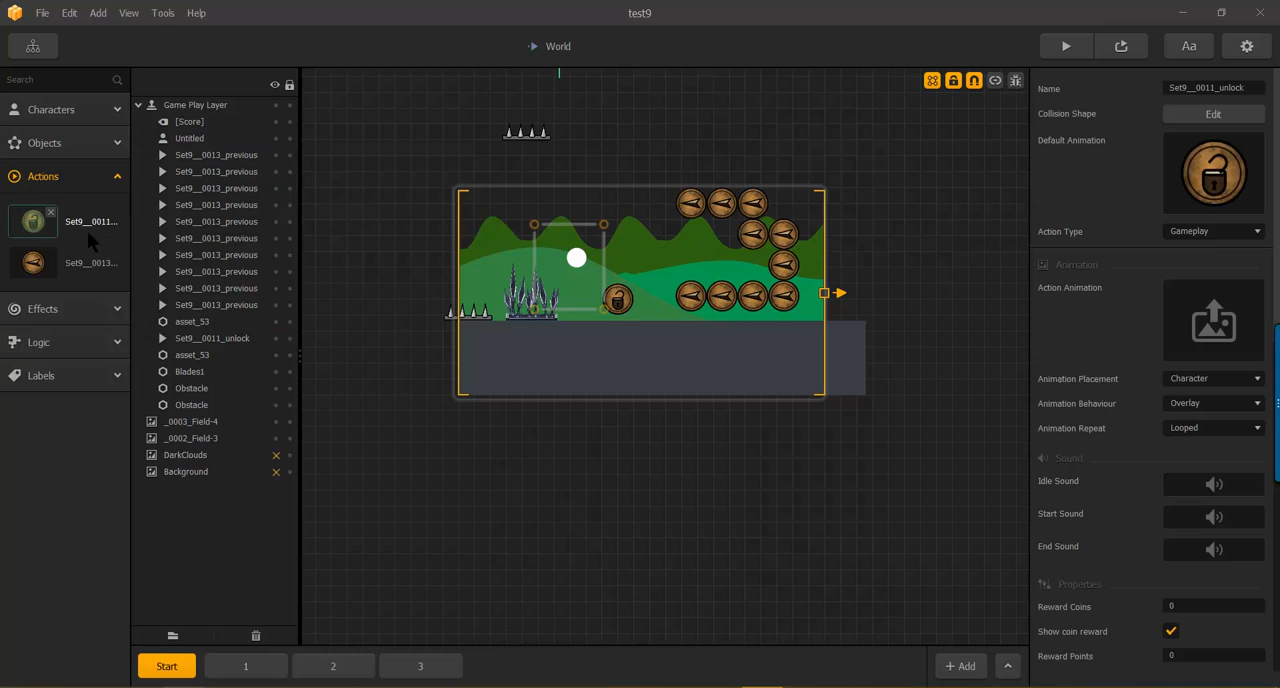 File Edit Add View Tools Help
test9
World
Aa
Search
Characters
Objects
Actions
Set9__0011...
Set9__0013...
Effects
Logic
Labels
Game Play Layer
[Score]
Untitled
Set9__0013_previous
Set9__0013_previous
Set9__0013_previous
Set9__0013_previous
Set9__0013_previous
Set9__0013_previous
Set9__0013_previous
Set9__0013_previous
Set9__0013_previous
Set9__0013_previous
asset_53
Set9__0011_unlock
asset_53
Blades1
Obstacle
Obstacle
_0003_Field-4
_0002_Field-3
DarkClouds
Background
Start 1 2 3
+ Add
Name Set9__0011_unlock
Collision Shape Edit
Default Animation
Action Type Gameplay
Animation
Action Animation
Animation Placement Character
Animation Behaviour Overlay
Animation Repeat Looped
Sound
Idle Sound
Start Sound
End Sound
Properties
Reward Coins 0
Show coin reward
Reward Points 0